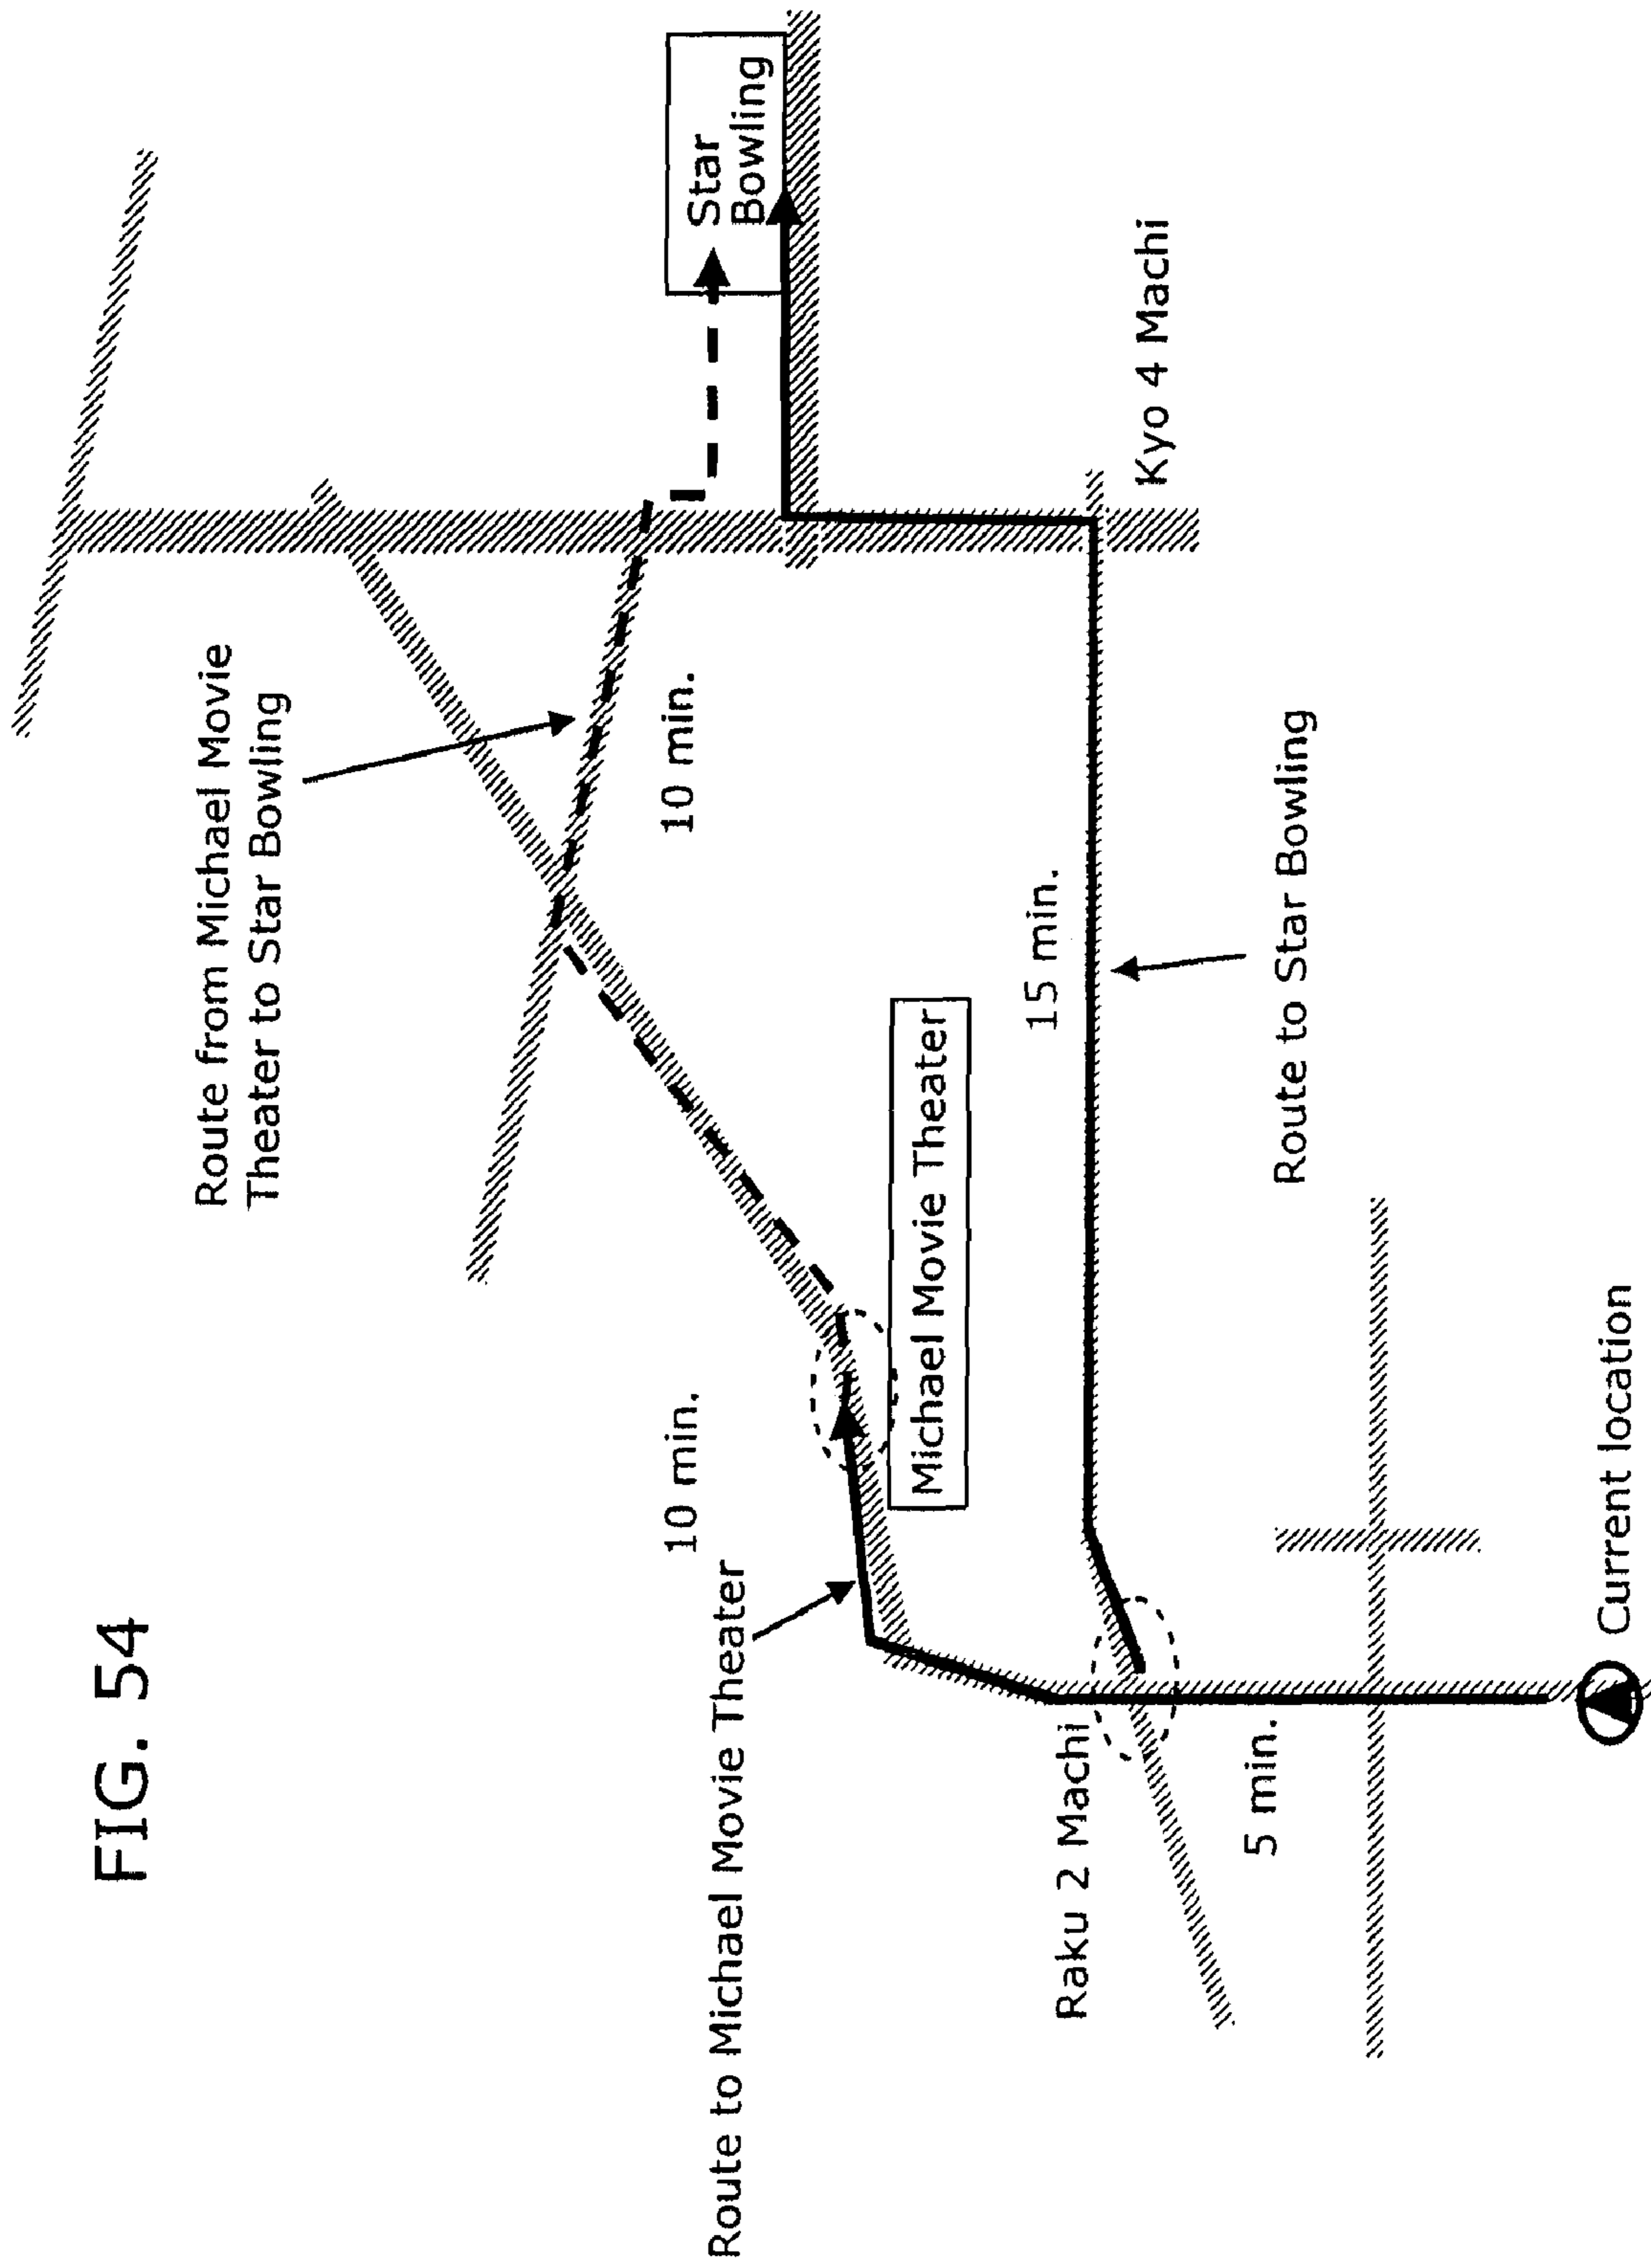 FIG. 54
Route from Michael Movie
Theater to Star Bowling
Star
Bowling
10 min.
Route to Michael Movie Theater
10 min.
Michael Movie Theater
15 min.
Kyo 4 Machi
Raku 2 Machi
5 min.
Route to Star Bowling
Current location